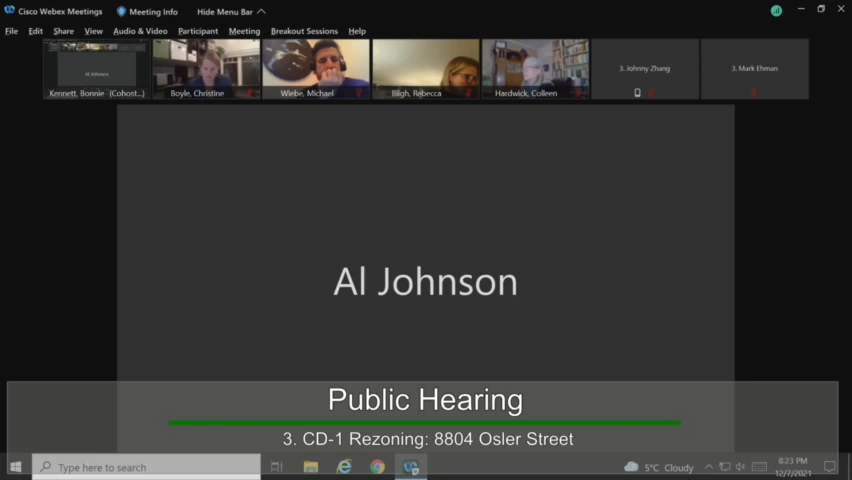 Cisco Webex Meetings
Meeting Info
Hide Menu Bar
File Edit Share View Audio & Video Participant Meeting Breakout Sessions Help
Al Johnson
3. Johnny Zhang
3. Mark Ehman
Kennett, Bonnie (Cohost...)
Boyle, Christine
Wiebe, Michael
Bligh, Rebecca
Hardwick, Colleen
Al Johnson
Public Hearing
3. CD-1 Rezoning: 8804 Osler Street
Type here to search
5°C Cloudy
8:23 PM
12/7/2021